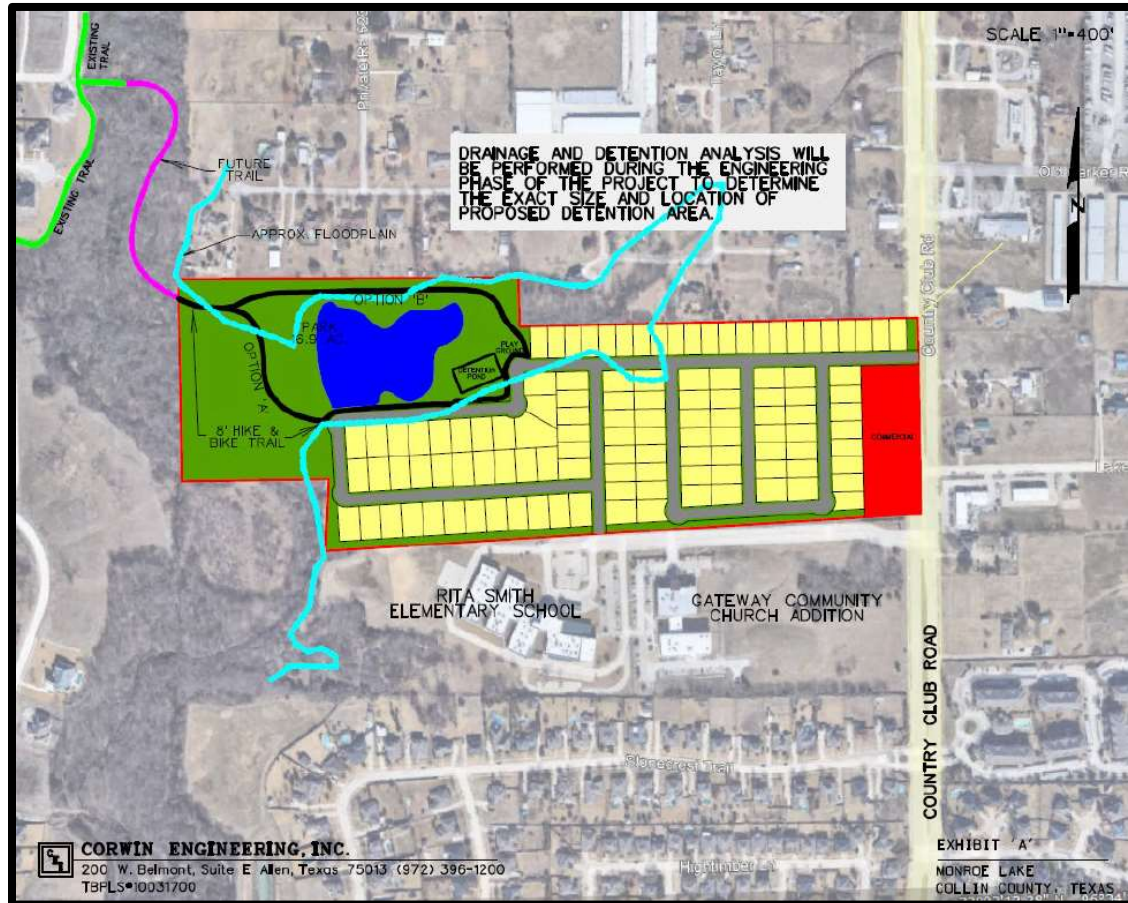 SCALE 1"=400'
EXISTING
TRAIL
EXISTING TRAIL
FUTURE
TRAIL
APPROX. FLOODPLAIN
DRAINAGE AND DETENTION ANALYSIS WILL
BE PERFORMED DURING THE ENGINEERING
PHASE OF THE PROJECT TO DETERMINE
THE EXACT SIZE AND LOCATION OF
PROPOSED DETENTION AREA.
Country Club Rd
OPTION 'B'
PARK
OPTION 'A'
PLAY
GROUND
DETENTION
POND
8' HIKE &
BIKE TRAIL
COMMERCIAL
RITA SMITH
ELEMENTARY SCHOOL
GATEWAY COMMUNITY
CHURCH ADDITION
COUNTRY CLUB ROAD
Stonecrest Trail
CORWIN ENGINEERING, INC.
200 W. Belmont, Suite E Allen, Texas 75013 (972) 396-1200
TBPLS#10031700
EXHIBIT 'A'
MONROE LAKE
COLLIN COUNTY, TEXAS